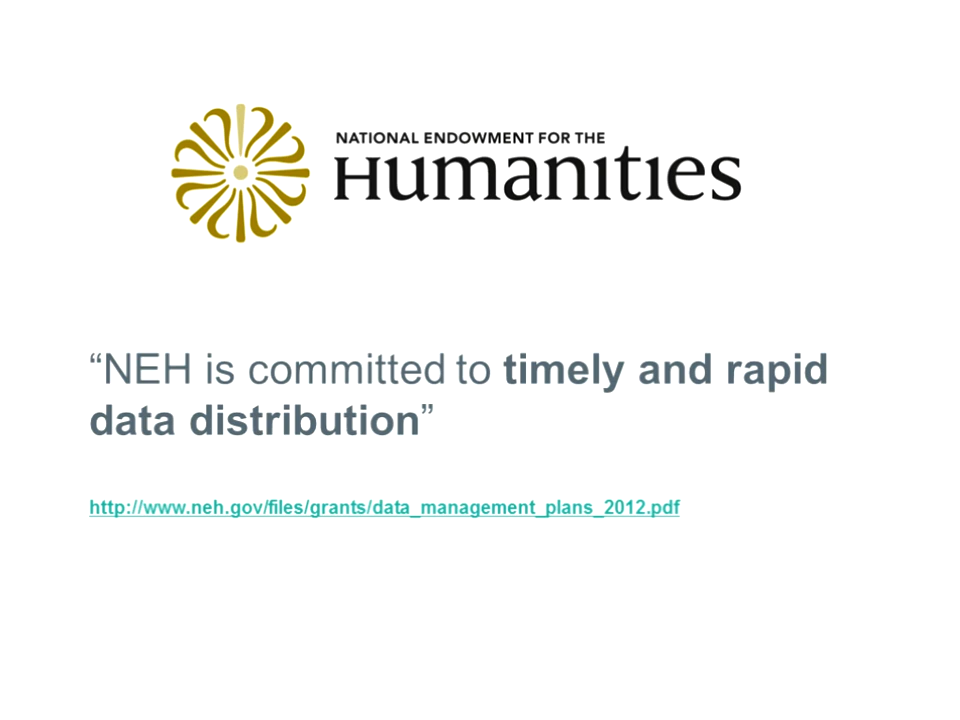 NATIONAL ENDOWMENT FOR THE
Humanities
“NEH is committed to timely and rapid
data distribution”
http://www.neh.gov/files/grants/data_management_plans_2012.pdf